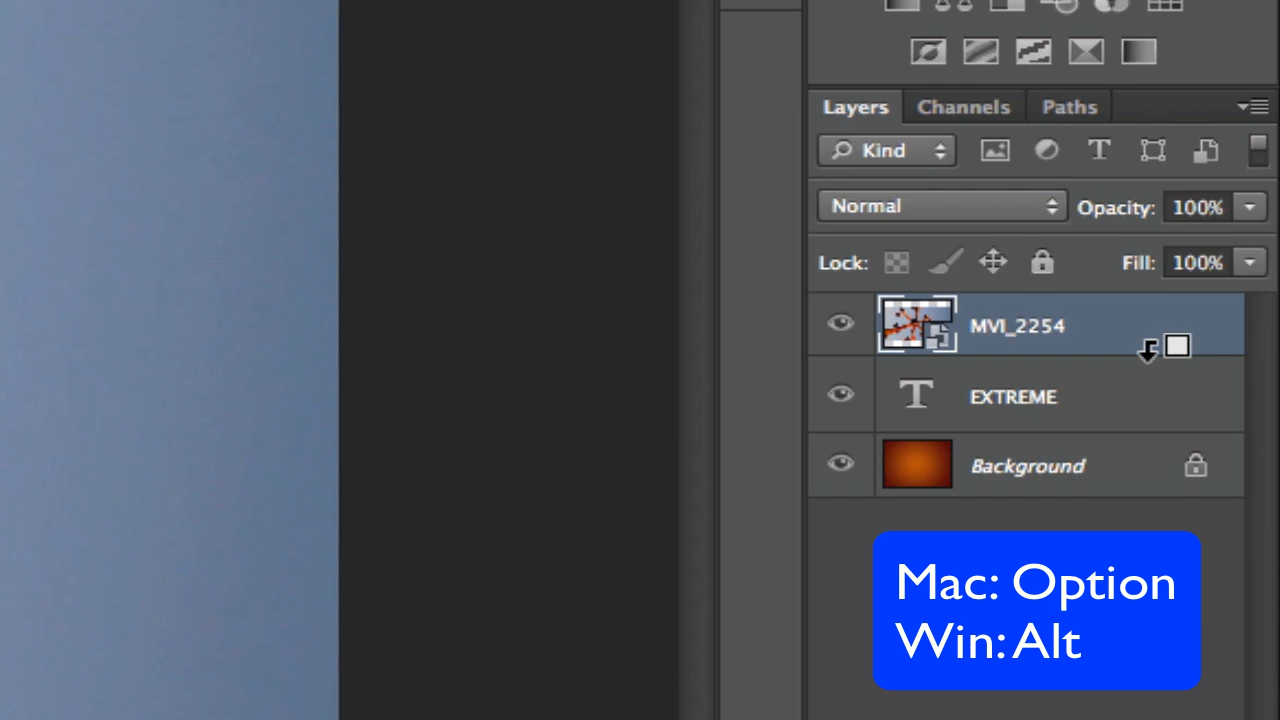 Layers Channels Paths
Kind T
Normal Opacity: 100%
Lock: Fill: 100%
MVI_2254
T EXTREME
Background
Mac: Option
Win: Alt